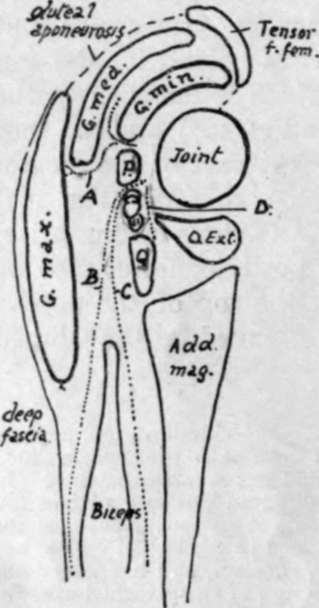 gluteal
aponeurosis
Tensor
f. fem.
G. med.
G. min.
Joint
P.
A
D.
G. max.
O. Ext.
B
C
Q
Add.
mag.
deep
fascia.
Biceps